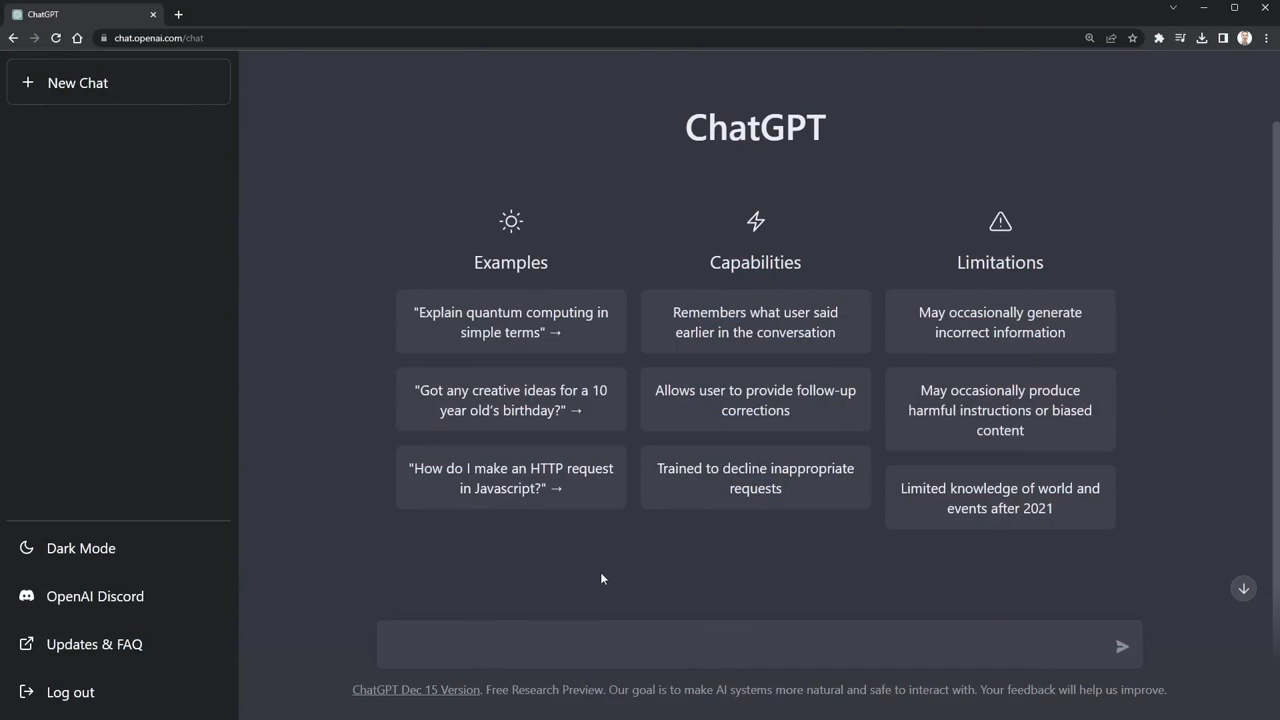 ChatGPT
chat.openai.com/chat
New Chat
ChatGPT
Examples
Capabilities
Limitations
"Explain quantum computing in
simple terms" →
Remembers what user said
earlier in the conversation
May occasionally generate
incorrect information
"Got any creative ideas for a 10
year old's birthday?" →
Allows user to provide follow-up
corrections
May occasionally produce
harmful instructions or biased
content
"How do I make an HTTP request
in Javascript?" →
Trained to decline inappropriate
requests
Limited knowledge of world and
events after 2021
Dark Mode
OpenAI Discord
Updates & FAQ
Log out
ChatGPT Dec 15 Version. Free Research Preview. Our goal is to make AI systems more natural and safe to interact with. Your feedback will help us improve.